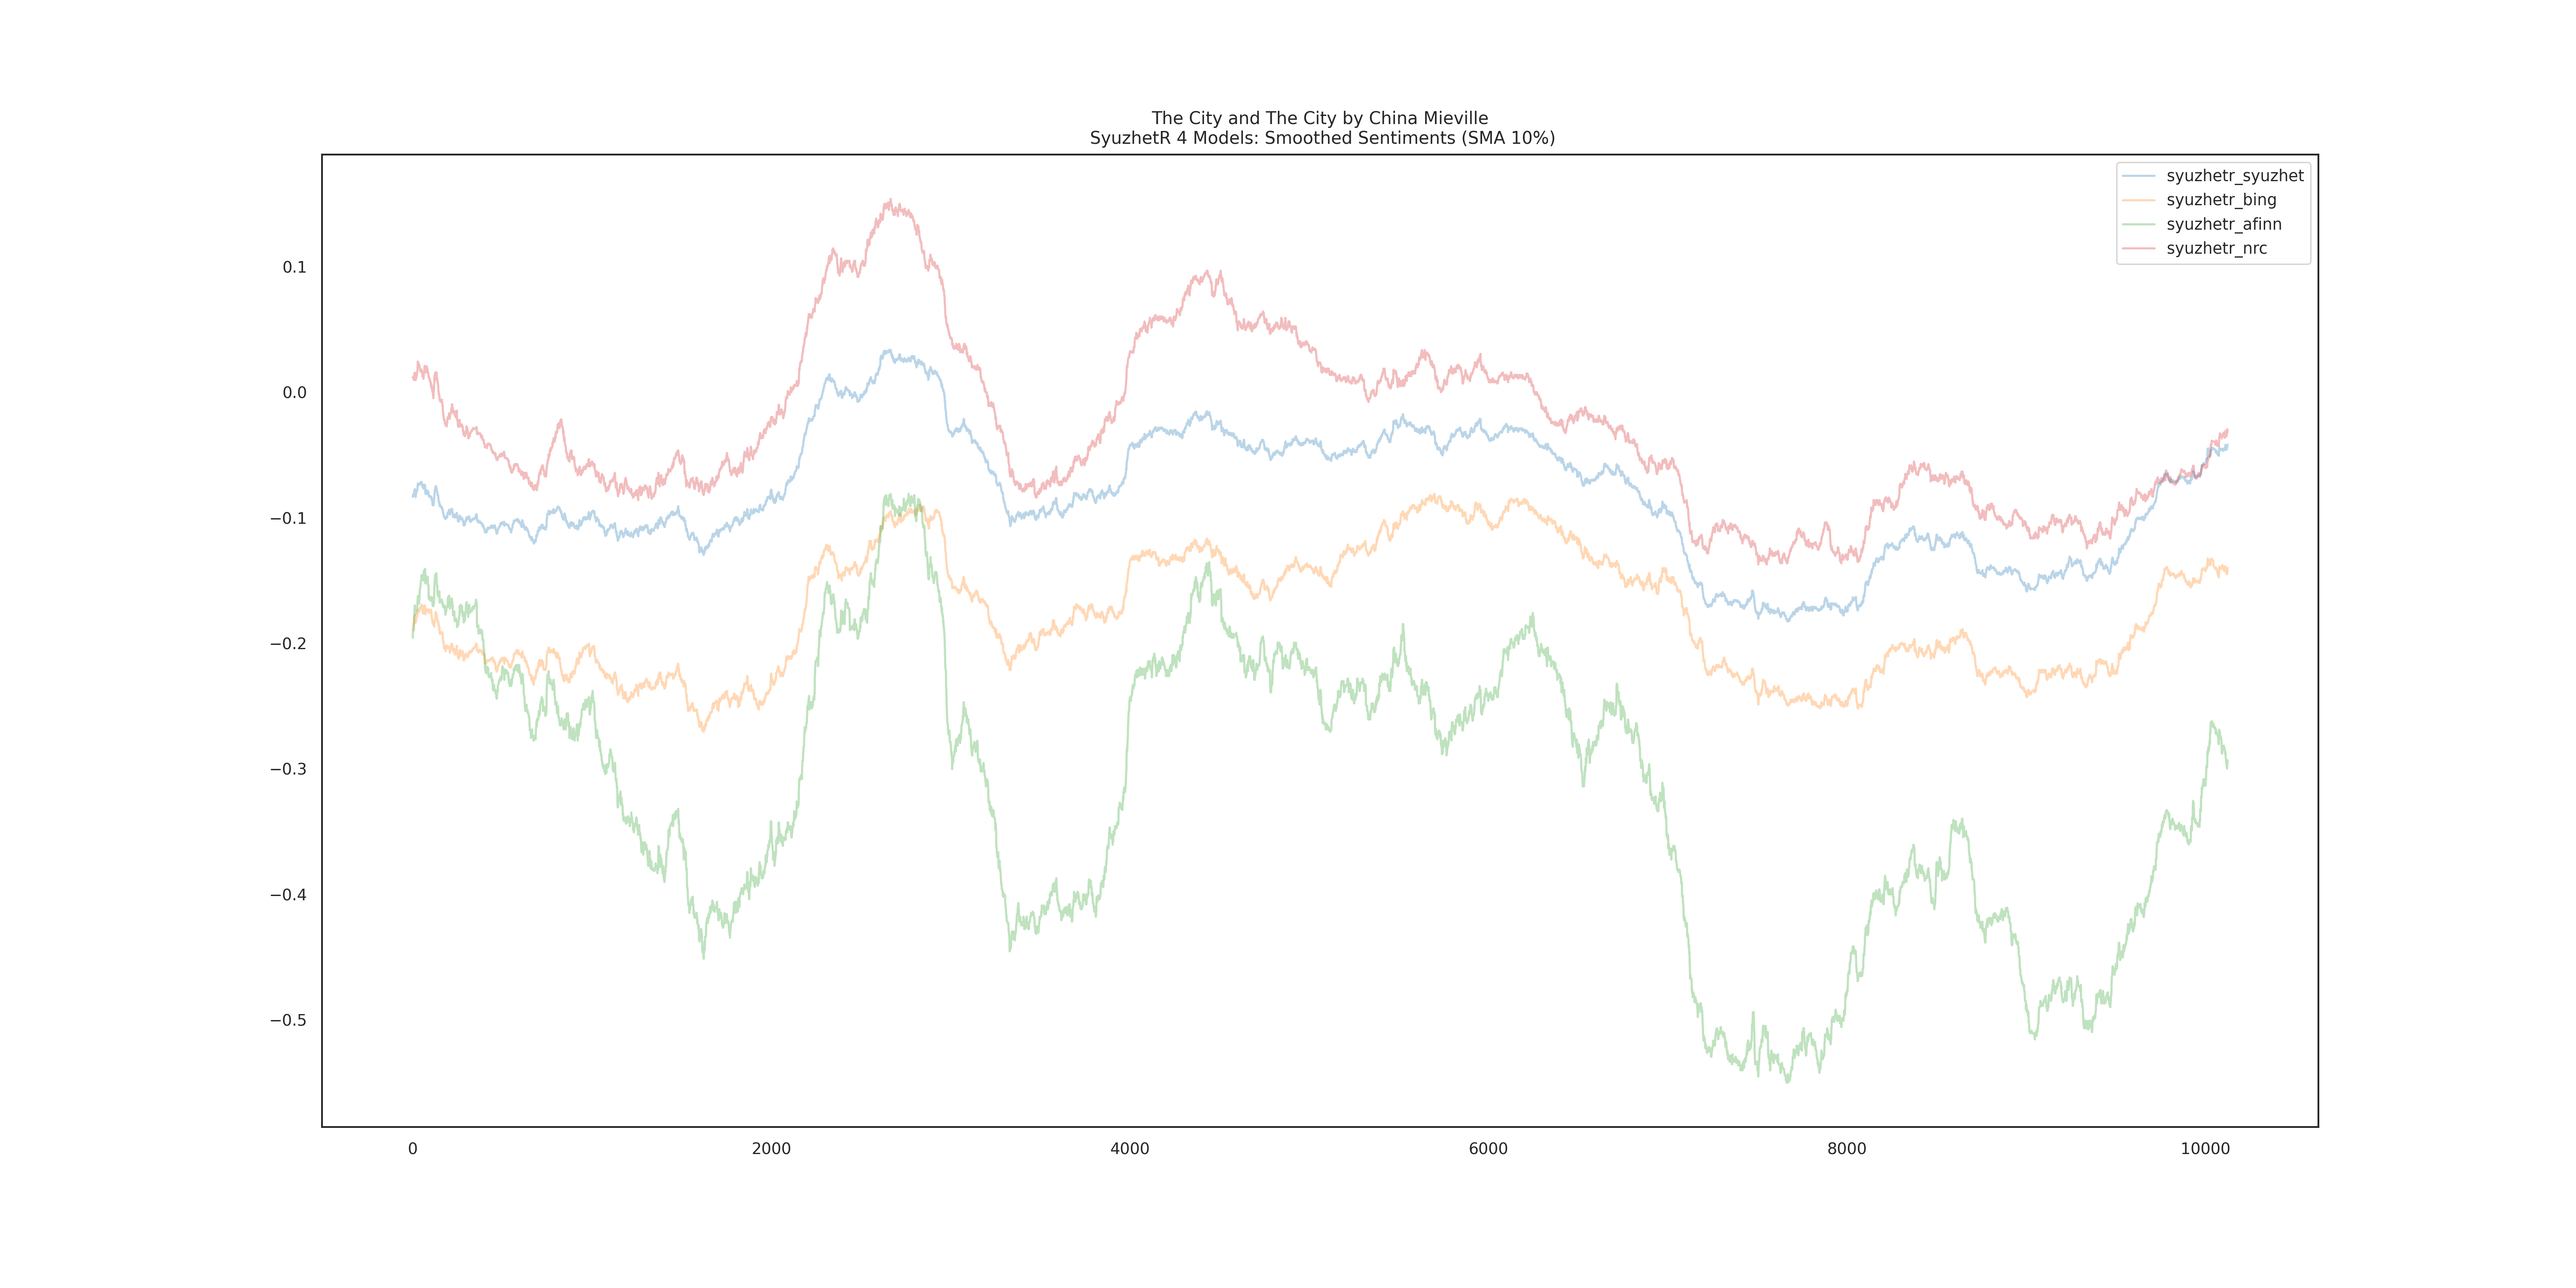 The City and The City by China Mieville
SyuzhetR 4 Models: Smoothed Sentiments (SMA 10%)
syuzhetr_syuzhet
syuzhetr_bing
syuzhetr_afinn
syuzhetr_nrc
0.1
0.0
−0.1
−0.2
−0.3
−0.4
−0.5
0 2000 4000 6000 8000 10000